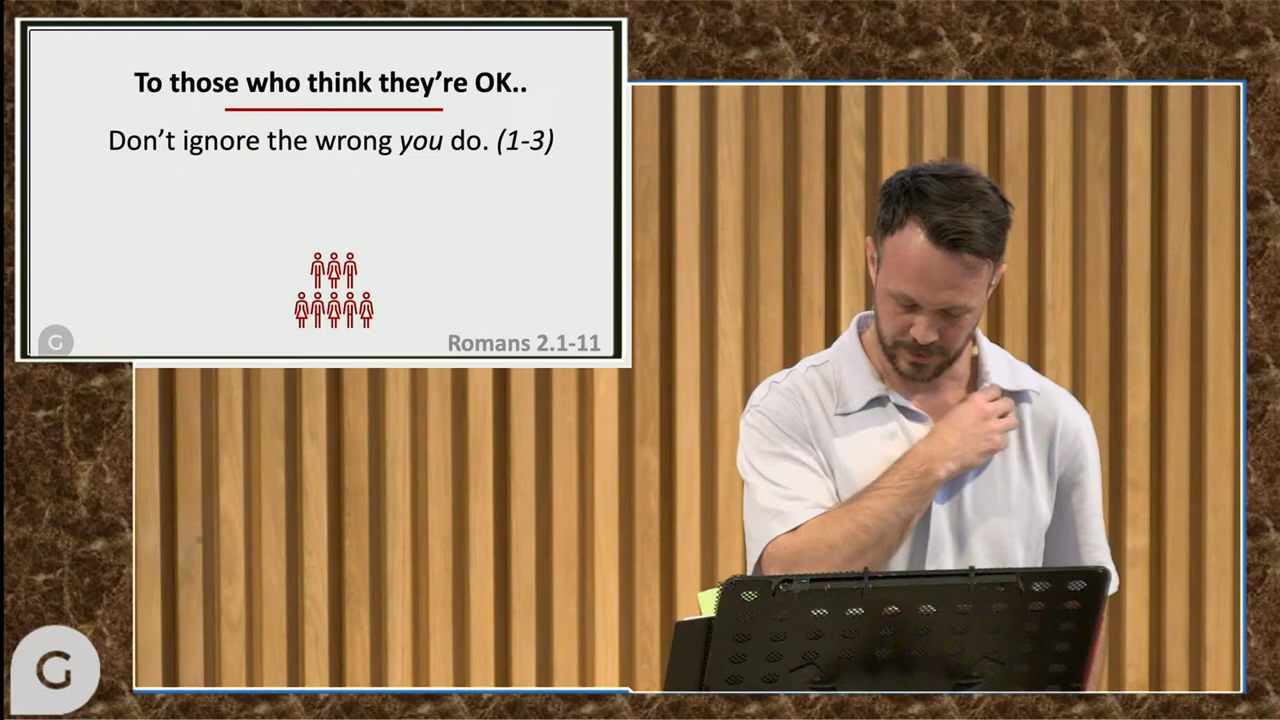 To those who think they’re OK..
Don’t ignore the wrong you do. (1-3)
G
Romans 2.1-11
G